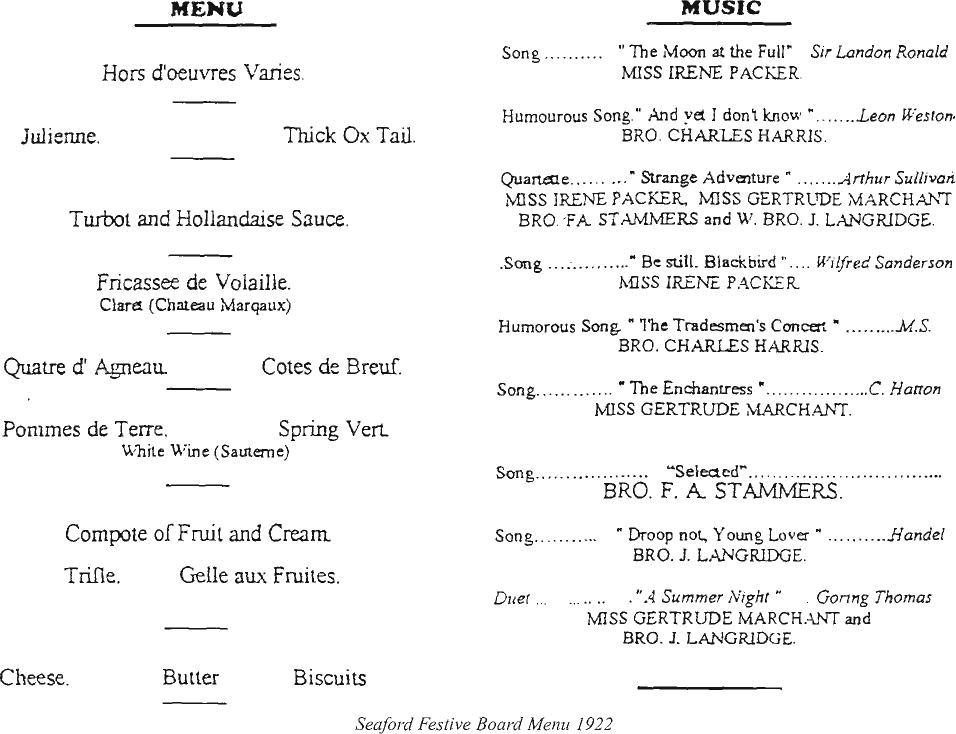 MENU
Hors d'oeuvres Varies.
Julienne. Thick Ox Tail.
Turbot and Hollandaise Sauce.
Fricassee de Volaille.
Claret (Chateau Margaux)
Quatre d' Agneau. Cotes de Breuf.
Pommes de Terre. Spring Vert.
White Wine (Sauterne)
Compote of Fruit and Cream.
Trifle. Gelle aux Fruites.
Cheese. Butter Biscuits
MUSIC
Song .......... "The Moon at the Full" Sir Landon Ronald
MISS IRENE PACKER.
Humourous Song." And yet I don't know "........Leon Weston.
BRO. CHARLES HARRIS.
Quartette...... ..." Strange Adventure " ........Arthur Sullivan
MISS IRENE PACKER, MISS GERTRUDE MARCHANT
BRO. FA. STAMMERS and W. BRO. J. LANGRIDGE.
.Song .............." Be still. Blackbird ".... Wilfred Sanderson
MISS IRENE PACKER.
Humorous Song. " The Tradesmen's Concert " .........M.S.
BRO. CHARLES HARRIS.
Song............. " The Enchantress "..................C. Hatton
MISS GERTRUDE MARCHANT.
Song................... "Selected"................................
BRO. F. A. STAMMERS.
Song........... " Droop not, Young Lover " ..........Handel
BRO. J. LANGRIDGE.
Duet ... ...... ." A Summer Night " . Goring Thomas
MISS GERTRUDE MARCHANT and
BRO. J. LANGRIDGE.
Seaford Festive Board Menu 1922